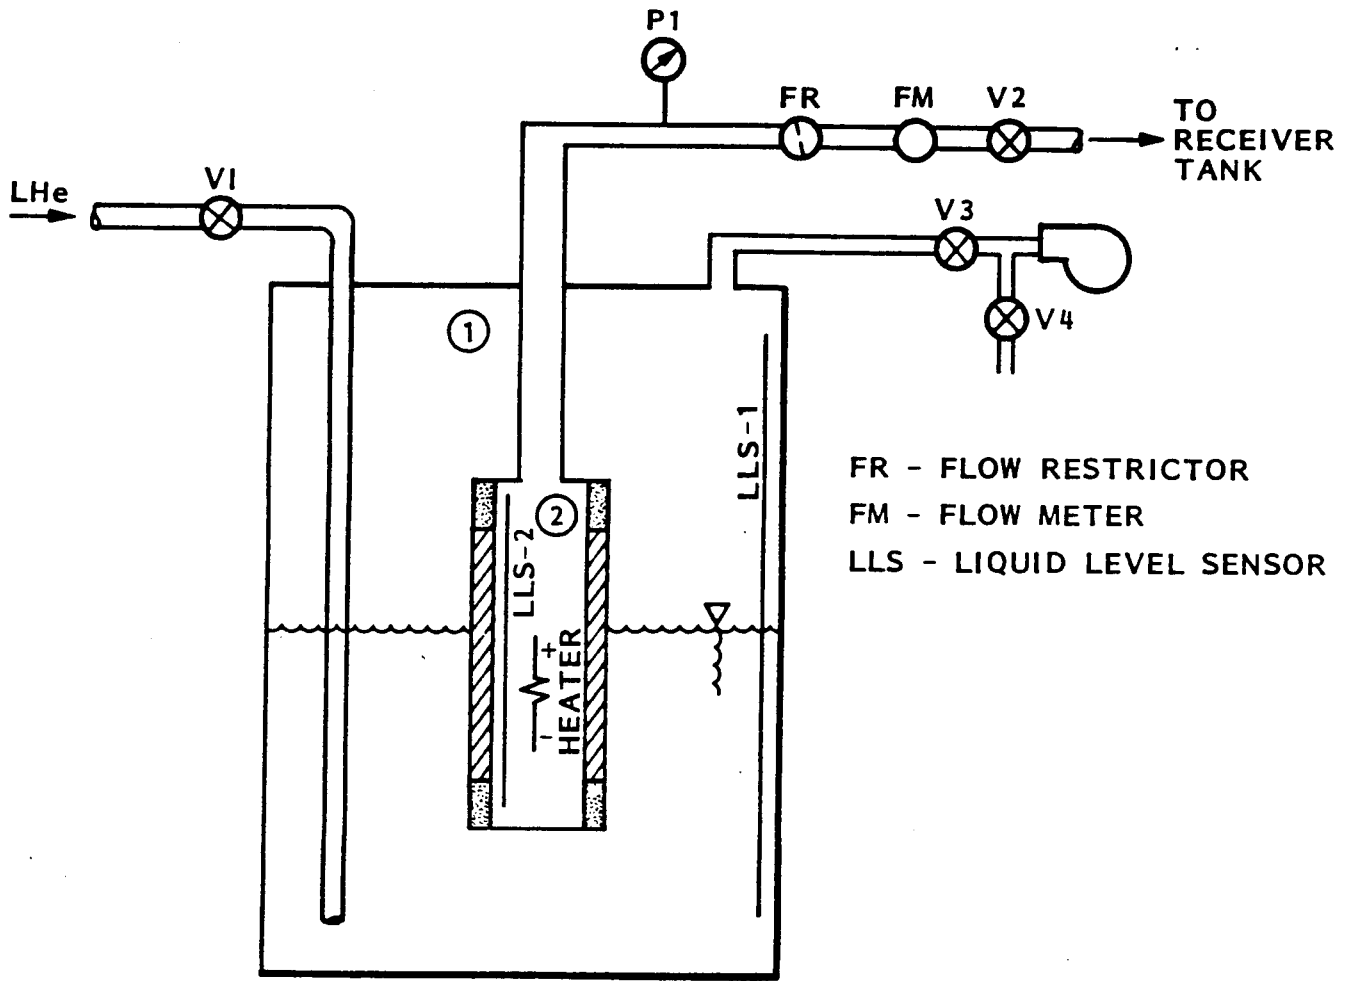 P1
FR
FM
V2
TO
RECEIVER
TANK
LHe
V1
V3
1
V4
LLS-1
FR - FLOW RESTRICTOR
2
FM - FLOW METER
LLS-2
LLS - LIQUID LEVEL SENSOR
+
HEATER
-